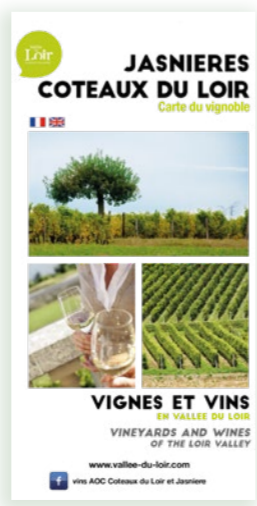 Loir
JASNIERES
COTEAUX DU LOIR
Carte du vignoble
VIGNES ET VINS
EN VALLEE DU LOIR
VINEYARDS AND WINES
OF THE LOIR VALLEY
www.vallee-du-loir.com
f
vins AOC Coteaux du Loir et Jasniere